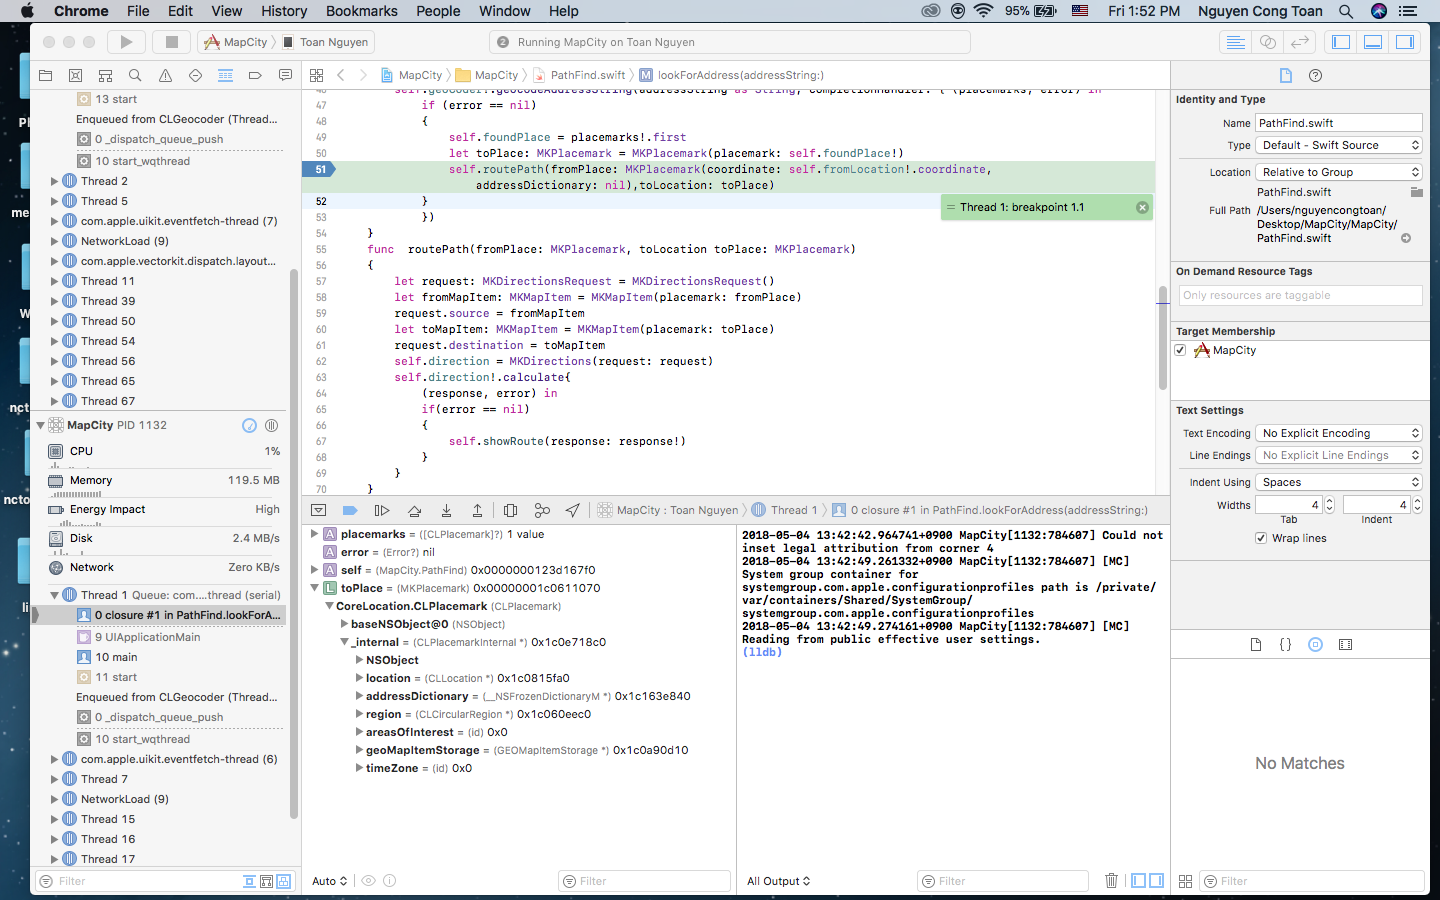 Chrome File Edit View History Bookmarks People Window Help 95% Fri 1:52 PM Nguyen Cong Toan
MapCity Toan Nguyen 2 Running MapCity on Toan Nguyen
MapCity MapCity PathFind.swift M lookForAddress(addressString:)
13 start
Enqueued from CLGeocoder (Thread...
0 _dispatch_queue_push
10 start_wqthread
Thread 2
Thread 5
com.apple.uikit.eventfetch-thread (7)
NetworkLoad (9)
com.apple.vectorkit.dispatch.layout...
Thread 11
Thread 39
Thread 50
Thread 54
Thread 56
Thread 65
Thread 67
MapCity PID 1132
CPU 1%
Memory 119.5 MB
Energy Impact High
Disk 2.4 MB/s
Network Zero KB/s
Thread 1 Queue: com....thread (serial)
0 closure #1 in PathFind.lookForA...
9 UIApplicationMain
10 main
11 start
Enqueued from CLGeocoder (Thread...
0 _dispatch_queue_push
10 start_wqthread
com.apple.uikit.eventfetch-thread (6)
Thread 7
NetworkLoad (9)
Thread 15
Thread 16
Thread 17
Filter
46 self.geoCoder!.geocodeAddressString(addressString as String, completionHandler: { (placemarks, error) in
47 if (error == nil)
48 {
49 self.foundPlace = placemarks!.first
50 let toPlace: MKPlacemark = MKPlacemark(placemark: self.foundPlace!)
51 self.routePath(fromPlace: MKPlacemark(coordinate: self.fromLocation!.coordinate,
addressDictionary: nil),toLocation: toPlace)
52 }
= Thread 1: breakpoint 1.1
53 })
54 }
55 func routePath(fromPlace: MKPlacemark, toLocation toPlace: MKPlacemark)
56 {
57 let request: MKDirectionsRequest = MKDirectionsRequest()
58 let fromMapItem: MKMapItem = MKMapItem(placemark: fromPlace)
59 request.source = fromMapItem
60 let toMapItem: MKMapItem = MKMapItem(placemark: toPlace)
61 request.destination = toMapItem
62 self.direction = MKDirections(request: request)
63 self.direction!.calculate{
64 (response, error) in
65 if(error == nil)
66 {
67 self.showRoute(response: response!)
68 }
69 }
70 }
MapCity : Toan Nguyen Thread 1 0 closure #1 in PathFind.lookForAddress(addressString:)
A placemarks = ([CLPlacemark]?) 1 value
A error = (Error?) nil
A self = (MapCity.PathFind) 0x0000000123d167f0
L toPlace = (MKPlacemark) 0x00000001c0611070
CoreLocation.CLPlacemark (CLPlacemark)
baseNSObject@0 (NSObject)
_internal = (CLPlacemarkInternal *) 0x1c0e718c0
NSObject
location = (CLLocation *) 0x1c0815fa0
addressDictionary = (__NSFrozenDictionaryM *) 0x1c163e840
region = (CLCircularRegion *) 0x1c060eec0
areasOfInterest = (id) 0x0
geoMapItemStorage = (GEOMapItemStorage *) 0x1c0a90d10
timeZone = (id) 0x0
Auto Filter
2018-05-04 13:42:42.964741+0900 MapCity[1132:784607] Could not
inset legal attribution from corner 4
2018-05-04 13:42:49.261332+0900 MapCity[1132:784607] [MC]
System group container for
systemgroup.com.apple.configurationprofiles path is /private/
var/containers/Shared/SystemGroup/
systemgroup.com.apple.configurationprofiles
2018-05-04 13:42:49.274161+0900 MapCity[1132:784607] [MC]
Reading from public effective user settings.
(lldb)
All Output Filter
Identity and Type
Name PathFind.swift
Type Default - Swift Source
Location Relative to Group
PathFind.swift
Full Path /Users/nguyencongtoan/
Desktop/MapCity/MapCity/
PathFind.swift
On Demand Resource Tags
Only resources are taggable
Target Membership
MapCity
Text Settings
Text Encoding No Explicit Encoding
Line Endings No Explicit Line Endings
Indent Using Spaces
Widths 4 4
Tab Indent
Wrap lines
No Matches
Filter